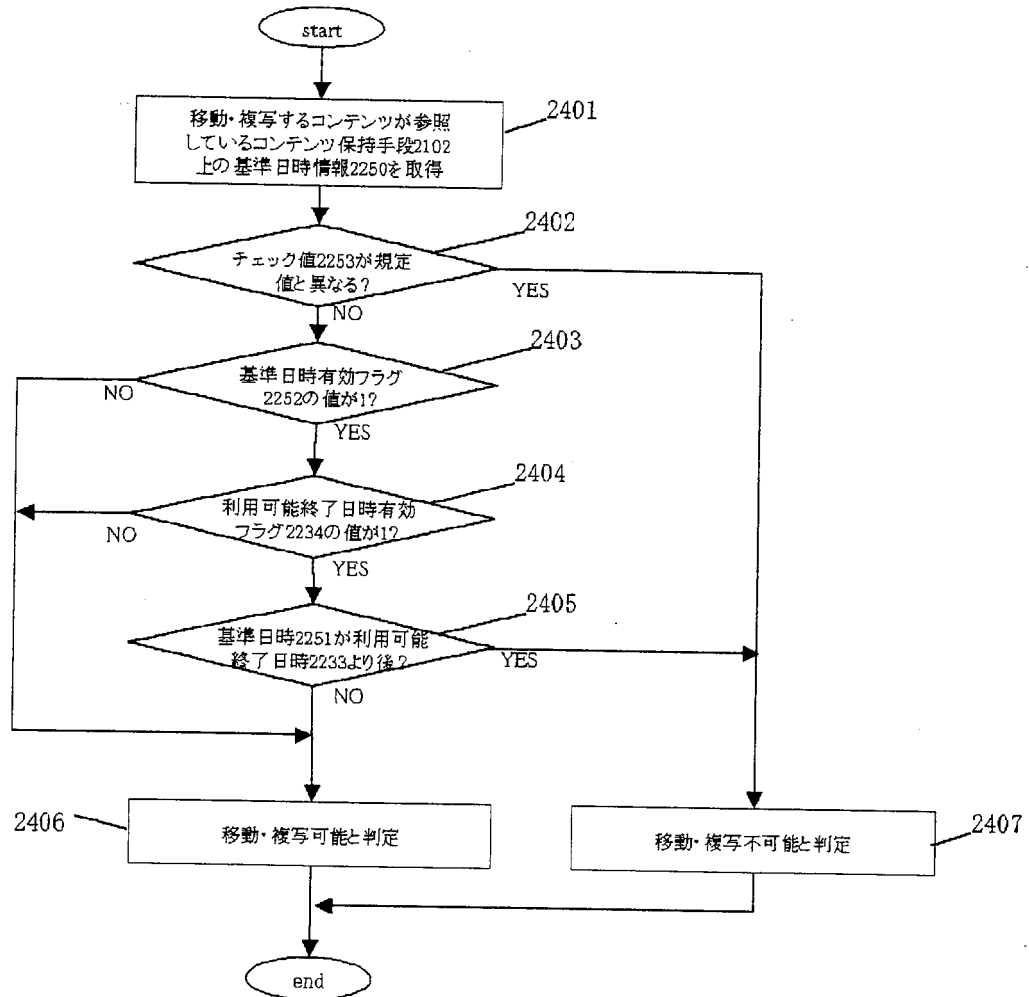 start
移動・複写するコンテンツが参照
しているコンテンツ保持手段2102
上の基準日時情報2250を取得
2401
2402
チェック値2253が規定
値と異なる?
YES
NO
2403
基準日時有効フラグ
2252の値が1?
NO
YES
2404
利用可能終了日時有効
フラグ2234の値が1?
NO
YES
2405
基準日時2251が利用可能
終了日時2233より後?
YES
NO
2406
移動・複写可能と判定
移動・複写不可能と判定
2407
end